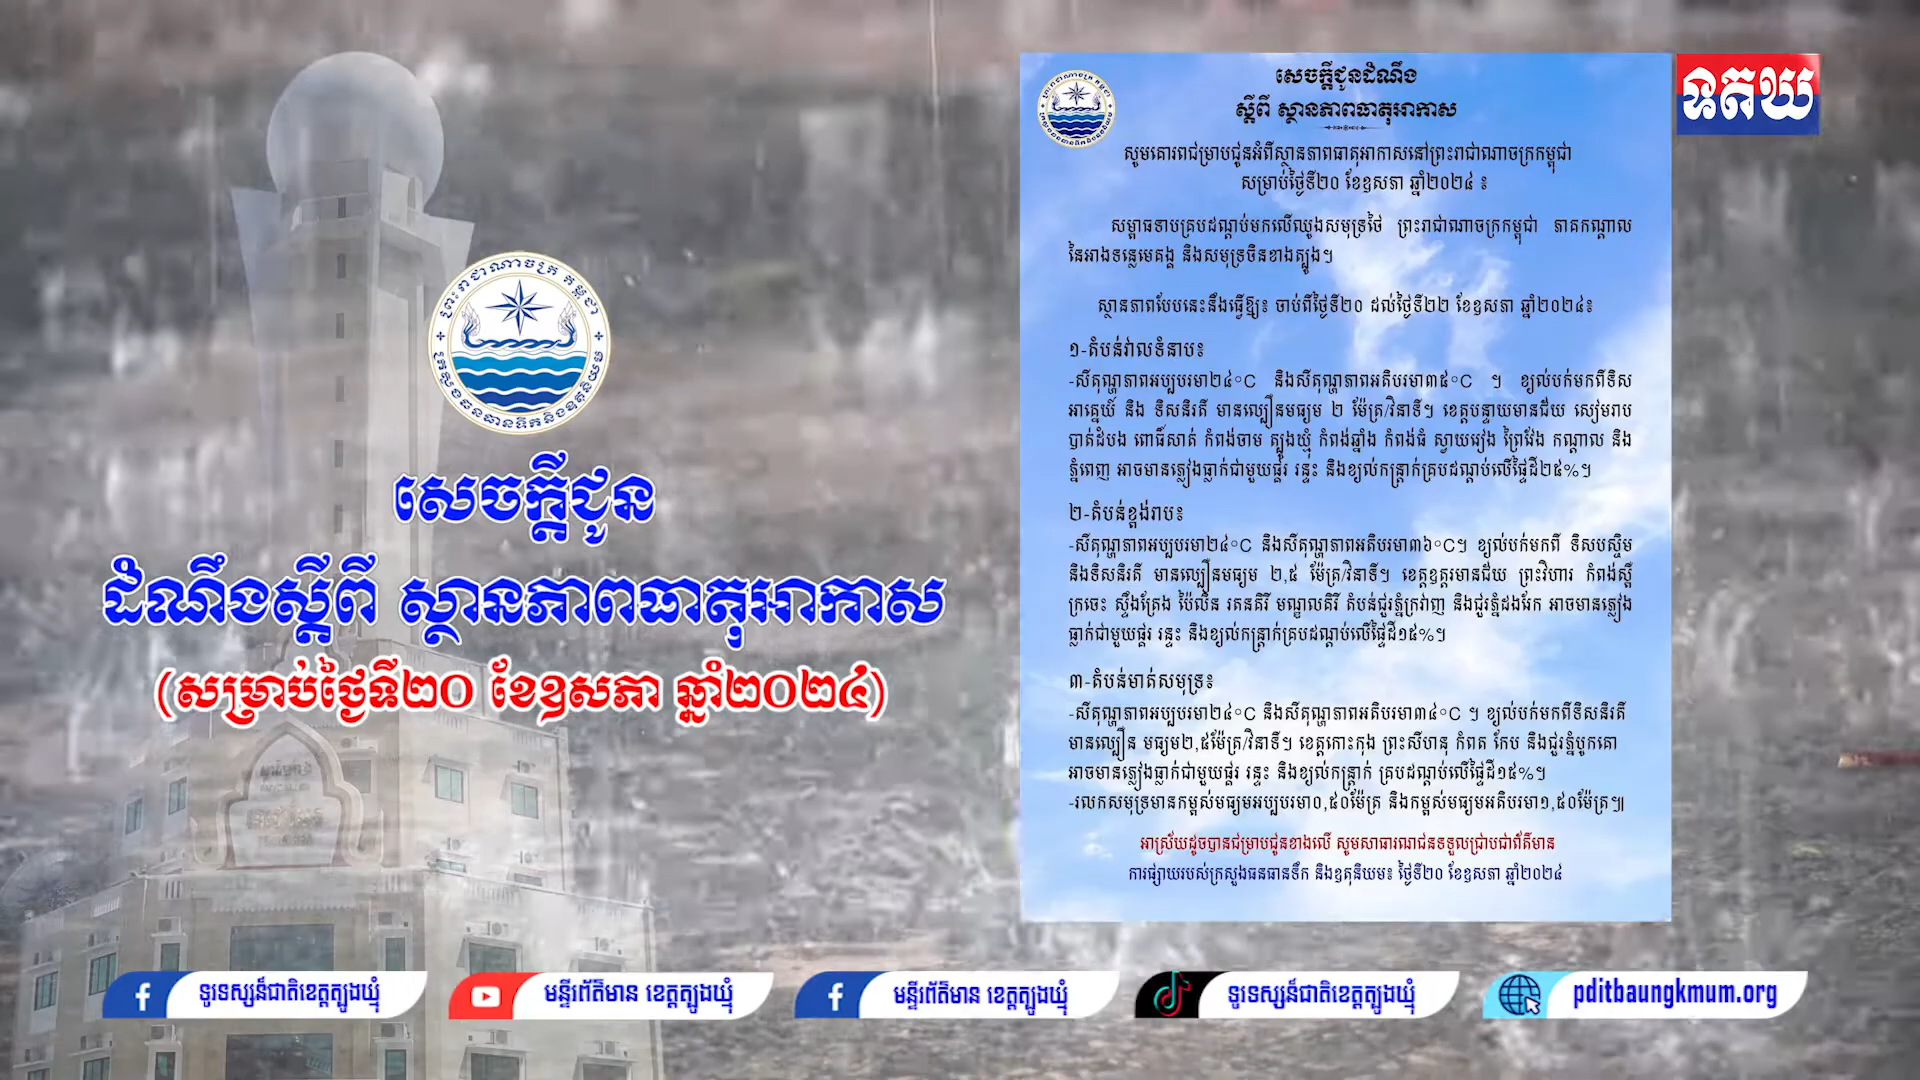 ព្រះរាជាណាចក្រ កម្ពុជា
ក្រសួងធនធានទឹកនិងឧតុនិយម
សេចក្តីជូន
ដំណឹងស្តីពី ស្ថានភាពធាតុអាកាស
(សម្រាប់ថ្ងៃទី២០ ខែឧសភា ឆ្នាំ២០២៤)
ទតឃ
សេចក្តីជូនដំណឹង
ស្តីពី ស្ថានភាពធាតុអាកាស
សូមគោរពជម្រាបជូនអំពីស្ថានភាពធាតុអាកាសនៅព្រះរាជាណាចក្រកម្ពុជា
សម្រាប់ថ្ងៃទី២០ ខែឧសភា ឆ្នាំ២០២៤ ៖
សម្ពាធទាបគ្របដណ្តប់មកលើឈូងសមុទ្រថៃ ព្រះរាជាណាចក្រកម្ពុជា ភាគកណ្តាល
នៃអាងទន្លេមេគង្គ និងសមុទ្រចិនខាងត្បូង។
ស្ថានភាពបែបនេះនឹងធ្វើឱ្យ៖ ចាប់ពីថ្ងៃទី២០ ដល់ថ្ងៃទី២២ ខែឧសភា ឆ្នាំ២០២៤៖
១-តំបន់វាលទំនាប៖
-សីតុណ្ហភាពអប្បបរមា២៤°C និងសីតុណ្ហភាពអតិបរមា៣៥°C ។ ខ្យល់បក់មកពីទិស
អាគ្នេយ៍ និង ទិសនិរតី មានល្បឿនមធ្យម ២ ម៉ែត្រ/វិនាទី។ ខេត្តបន្ទាយមានជ័យ សៀមរាប
បាត់ដំបង ពោធិ៍សាត់ កំពង់ចាម ត្បូងឃ្មុំ កំពង់ឆ្នាំង កំពង់ធំ ស្វាយរៀង ព្រៃវែង កណ្តាល និង
ភ្នំពេញ អាចមានភ្លៀងធ្លាក់ជាមួយផ្គរ រន្ទះ និងខ្យល់កន្ត្រាក់គ្របដណ្តប់លើផ្ទៃដី២៥%។
២-តំបន់ខ្ពង់រាប៖
-សីតុណ្ហភាពអប្បបរមា២៤°C និងសីតុណ្ហភាពអតិបរមា៣៦°C។ ខ្យល់បក់មកពី ទិសបស្ចិម
និងទិសនិរតី មានល្បឿនមធ្យម ២,៥ ម៉ែត្រ/វិនាទី។ ខេត្តឧត្តរមានជ័យ ព្រះវិហារ កំពង់ស្ពឺ
ក្រចេះ ស្ទឹងត្រែង ប៉ៃលិន រតនគិរី មណ្ឌលគិរី តំបន់ជួរភ្នំក្រវាញ និងជួរភ្នំដងរែក អាចមានភ្លៀង
ធ្លាក់ជាមួយផ្គរ រន្ទះ និងខ្យល់កន្ត្រាក់គ្របដណ្តប់លើផ្ទៃដី១៥%។
៣-តំបន់មាត់សមុទ្រ៖
-សីតុណ្ហភាពអប្បបរមា២៤°C និងសីតុណ្ហភាពអតិបរមា៣៤°C ។ ខ្យល់បក់មកពីទិសនិរតី
មានល្បឿន មធ្យម២,៥ម៉ែត្រ/វិនាទី។ ខេត្តកោះកុង ព្រះសីហនុ កំពត កែប និងជួរភ្នំបូកគោ
អាចមានភ្លៀងធ្លាក់ជាមួយផ្គរ រន្ទះ និងខ្យល់កន្ត្រាក់ គ្របដណ្តប់លើផ្ទៃដី១៥%។
-រលកសមុទ្រមានកម្ពស់មធ្យមអប្បបរមា០,៥០ម៉ែត្រ និងកម្ពស់មធ្យមអតិបរមា១,៥០ម៉ែត្រ៕
អាស្រ័យដូចបានជម្រាបជូនខាងលើ សូមសាធារណជនទទួលជ្រាបជាព័ត៌មាន
ការផ្សាយរបស់ក្រសួងធនធានទឹក និងឧតុនិយម៖ ថ្ងៃទី២០ ខែឧសភា ឆ្នាំ២០២៤
ទូរទស្សន៍ជាតិខេត្តត្បូងឃ្មុំ
មន្ទីរព័ត៌មាន ខេត្តត្បូងឃ្មុំ
មន្ទីរព័ត៌មាន ខេត្តត្បូងឃ្មុំ
ទូរទស្សន៍ជាតិខេត្តត្បូងឃ្មុំ
pditbaungkmum.org